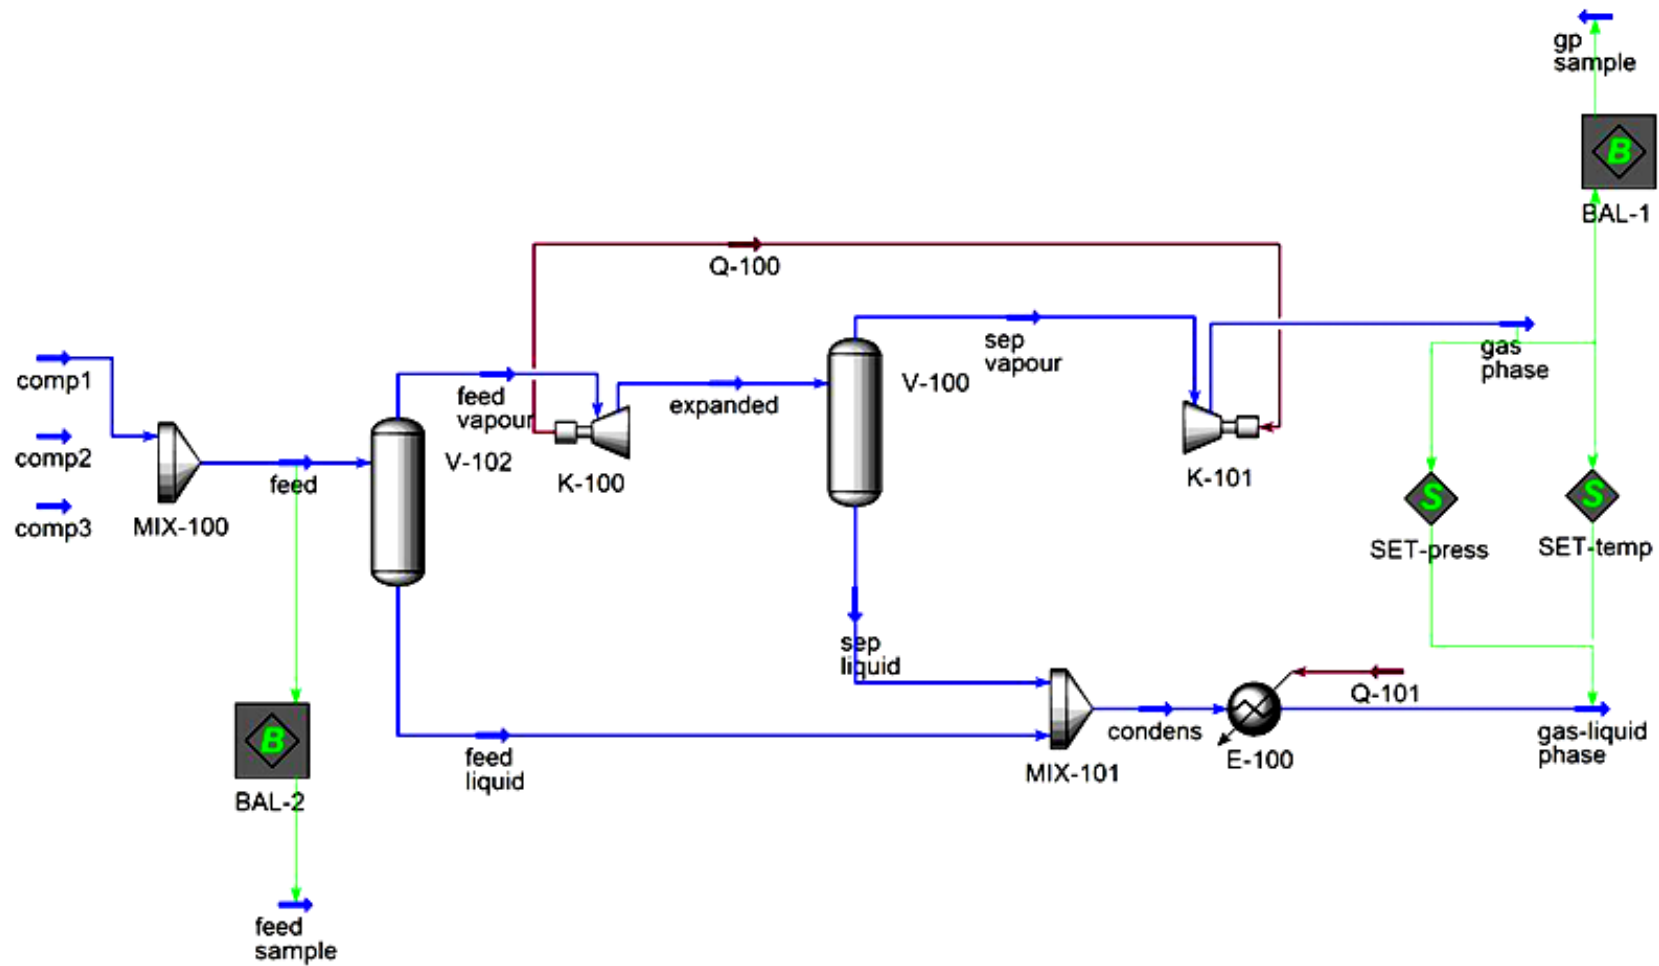 gp
sample
B
BAL-1
Q-100
sep
vapour
gas
phase
comp1
feed
vapour
expanded
V-100
comp2
feed
V-102
K-100
K-101
S
S
comp3
MIX-100
SET-press
SET-temp
sep
liquid
Q-101
B
feed
liquid
condens
MIX-101
E-100
gas-liquid
phase
BAL-2
feed
sample